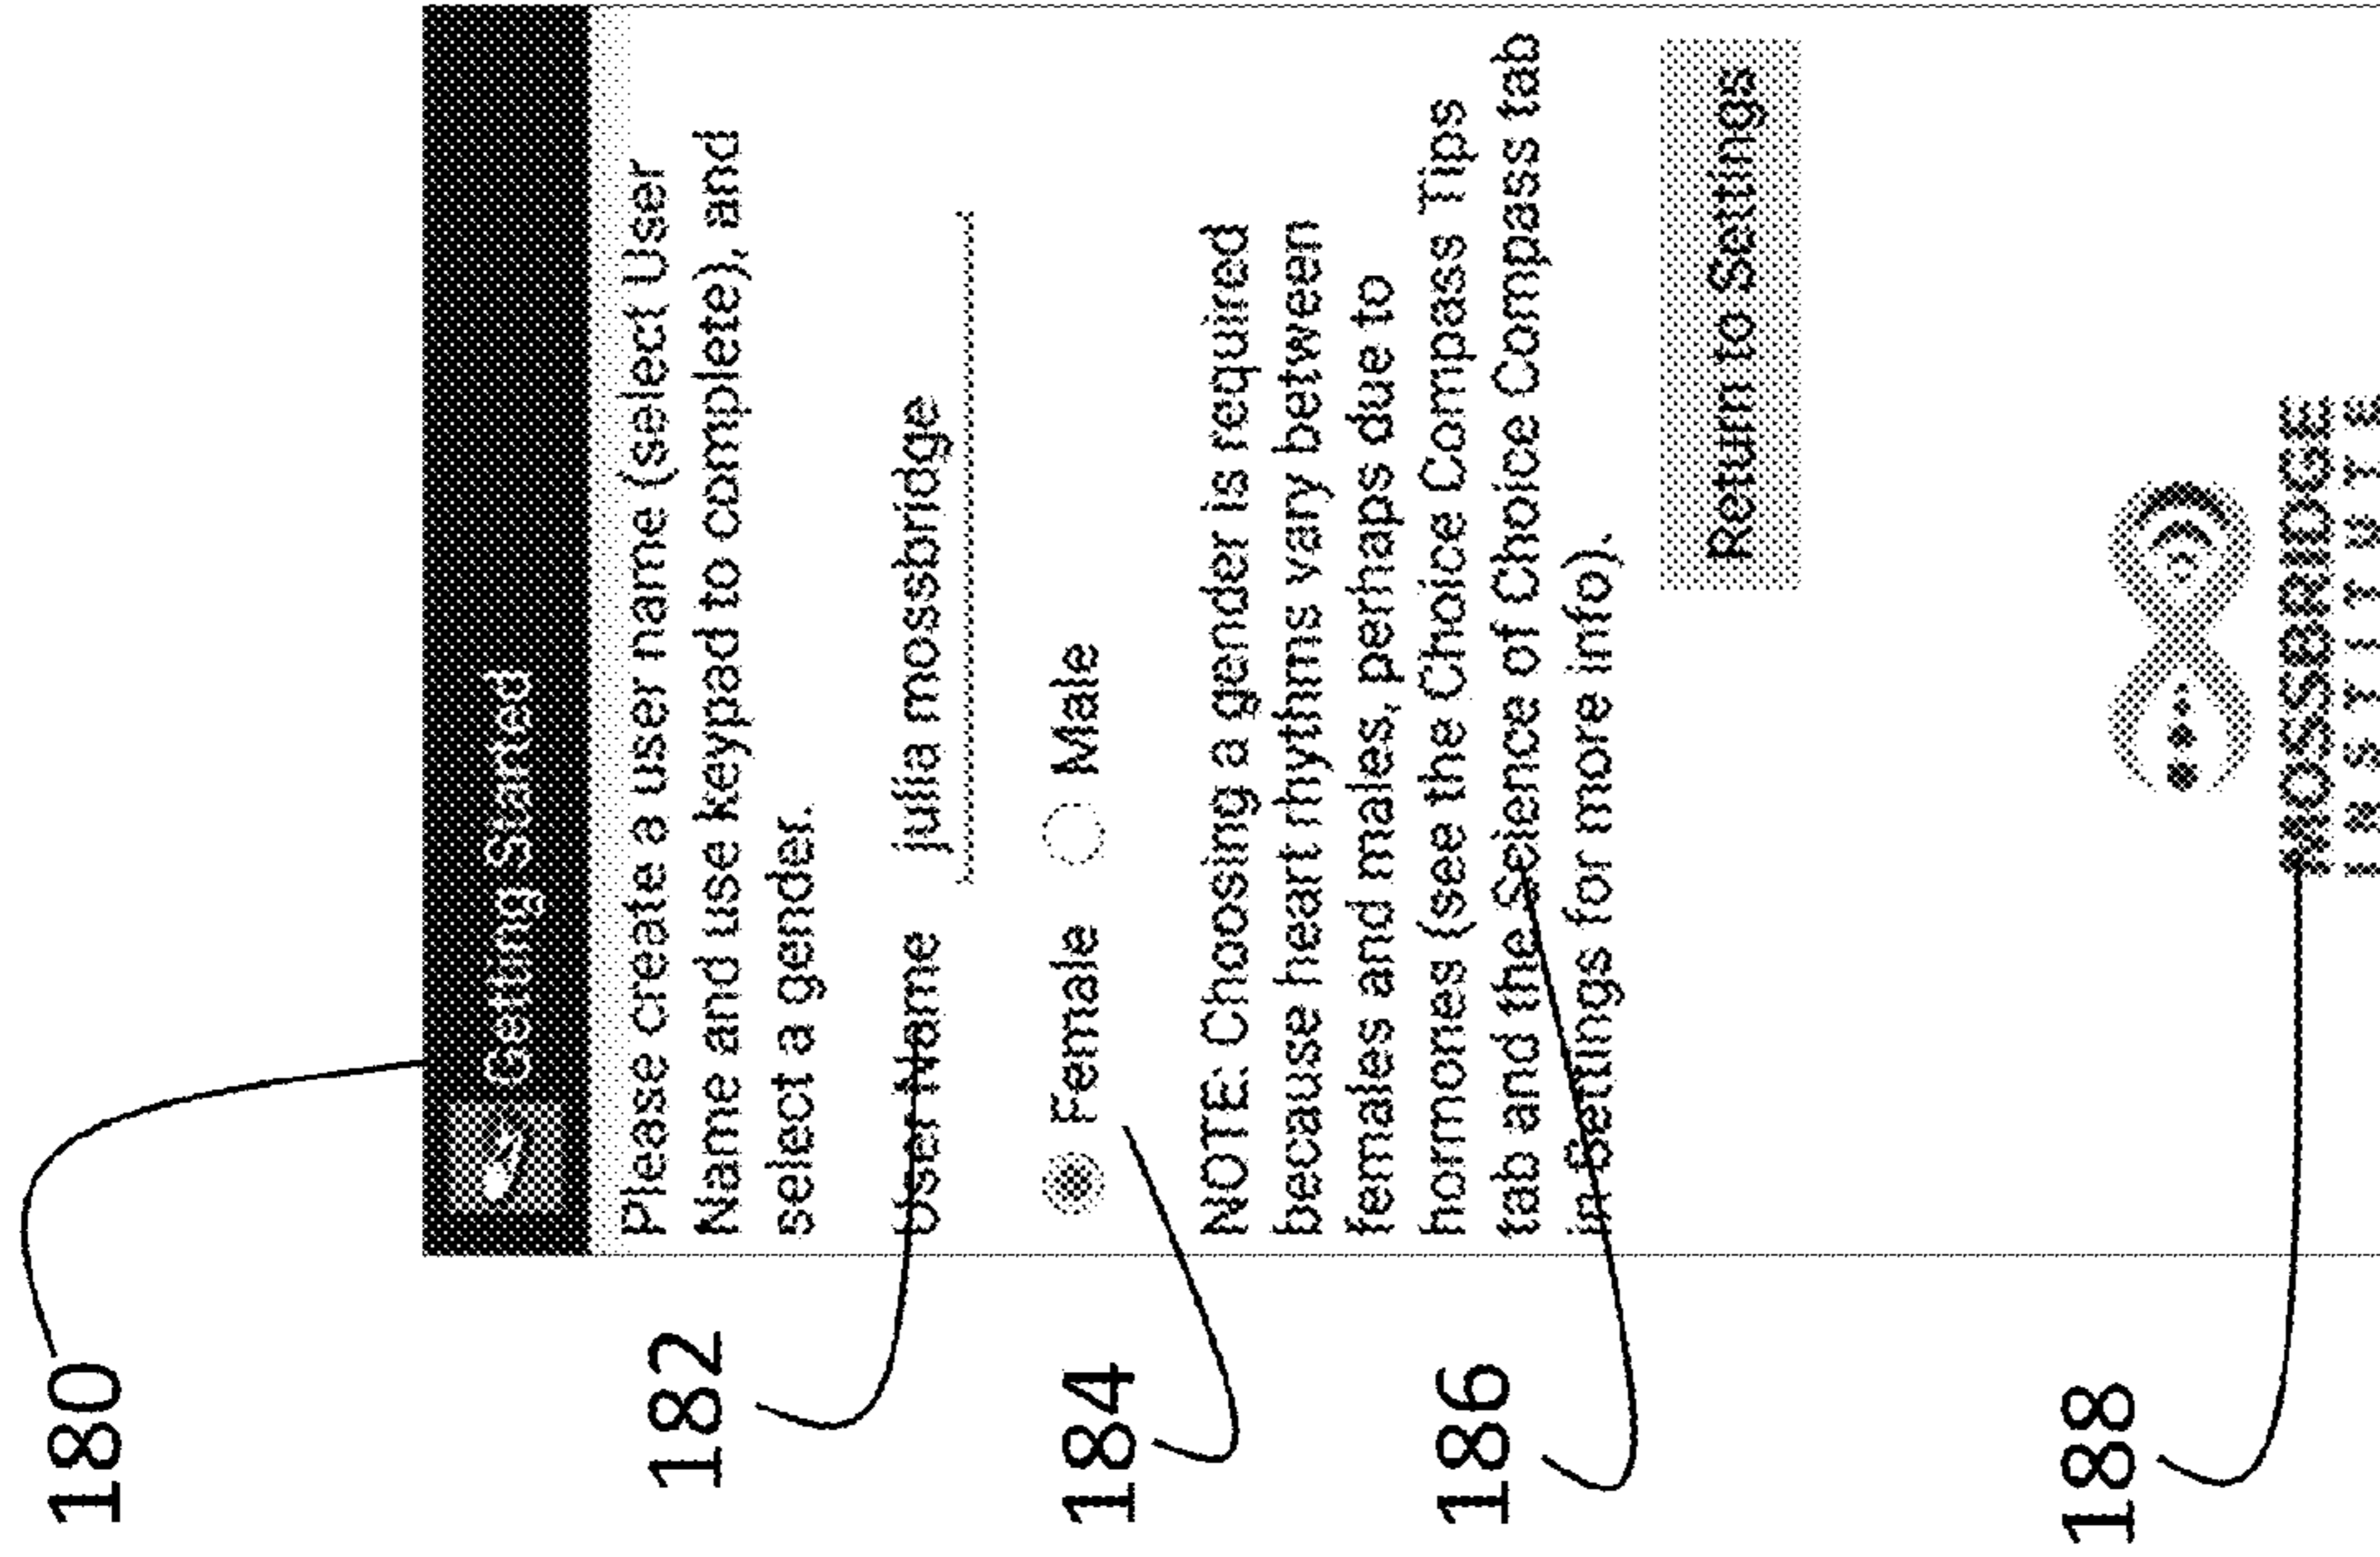 180
Getting Started
Please create a user name (select User
Name and use keypad to complete), and
select a gender.
182
User Name julia mossbridge
184
Female Male
NOTE: Choosing a gender is required
because heart rhythms vary between
females and males, perhaps due to
186
hormones (see the Choice Compass Tips
tab and the Science of Choice Compass tab
in Settings for more info).
Return to Settings
188
MOSSBRIDGE
INSTITUTE